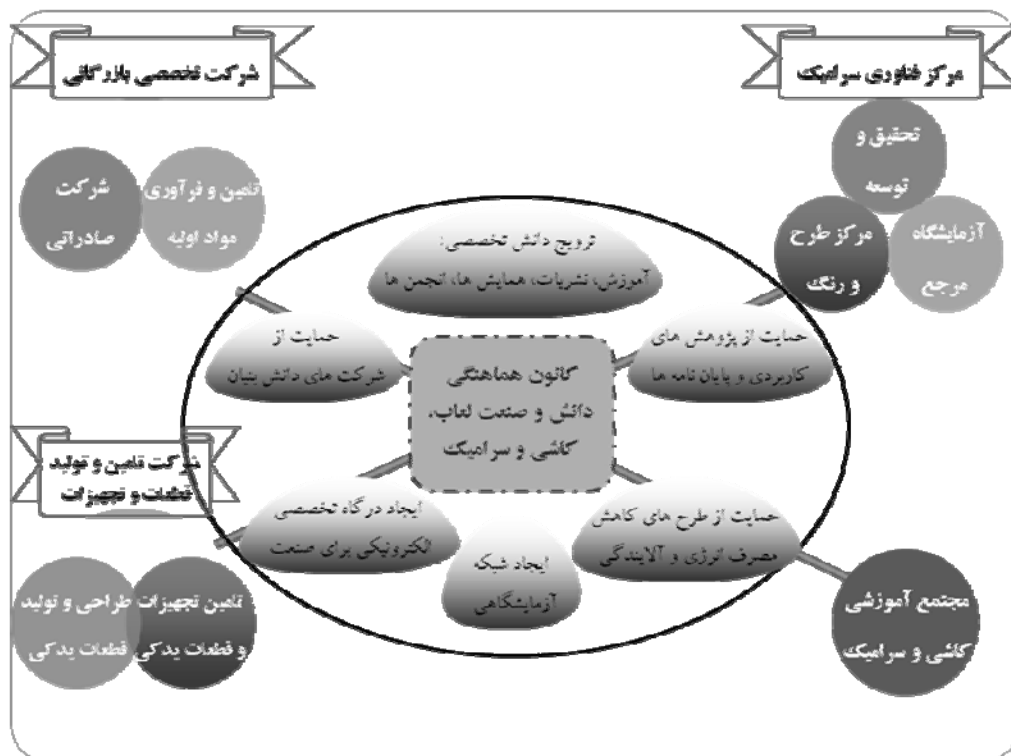 مرکز فناوری سرامیک
شرکت تخصصی بازرگانی
تحقیق و
توسعه
مرکز طرح
و رنگ
آزمایشگاه
مرجع
تامین و فرآوری
مواد اولیه
شرکت
صادراتی
ترویج دانش تخصصی:
آموزش، نشریات، همایش ها، انجمن ها
حمایت از پژوهش های
کاربردی و پایان نامه ها
حمایت از
شرکت های دانش بنیان
کانون هماهنگی
دانش و صنعت لعاب،
کاشی و سرامیک
شرکت تامین و تولید
قطعات و تجهیزات
حمایت از طرح های کاهش
مصرف انرژی و آلایندگی
ایجاد شبکه
آزمایشگاهی
ایجاد درگاه تخصصی
الکترونیکی برای صنعت
مجتمع آموزشی
کاشی و سرامیک
تامین تجهیزات
و قطعات یدکی
طراحی و تولید
قطعات یدکی